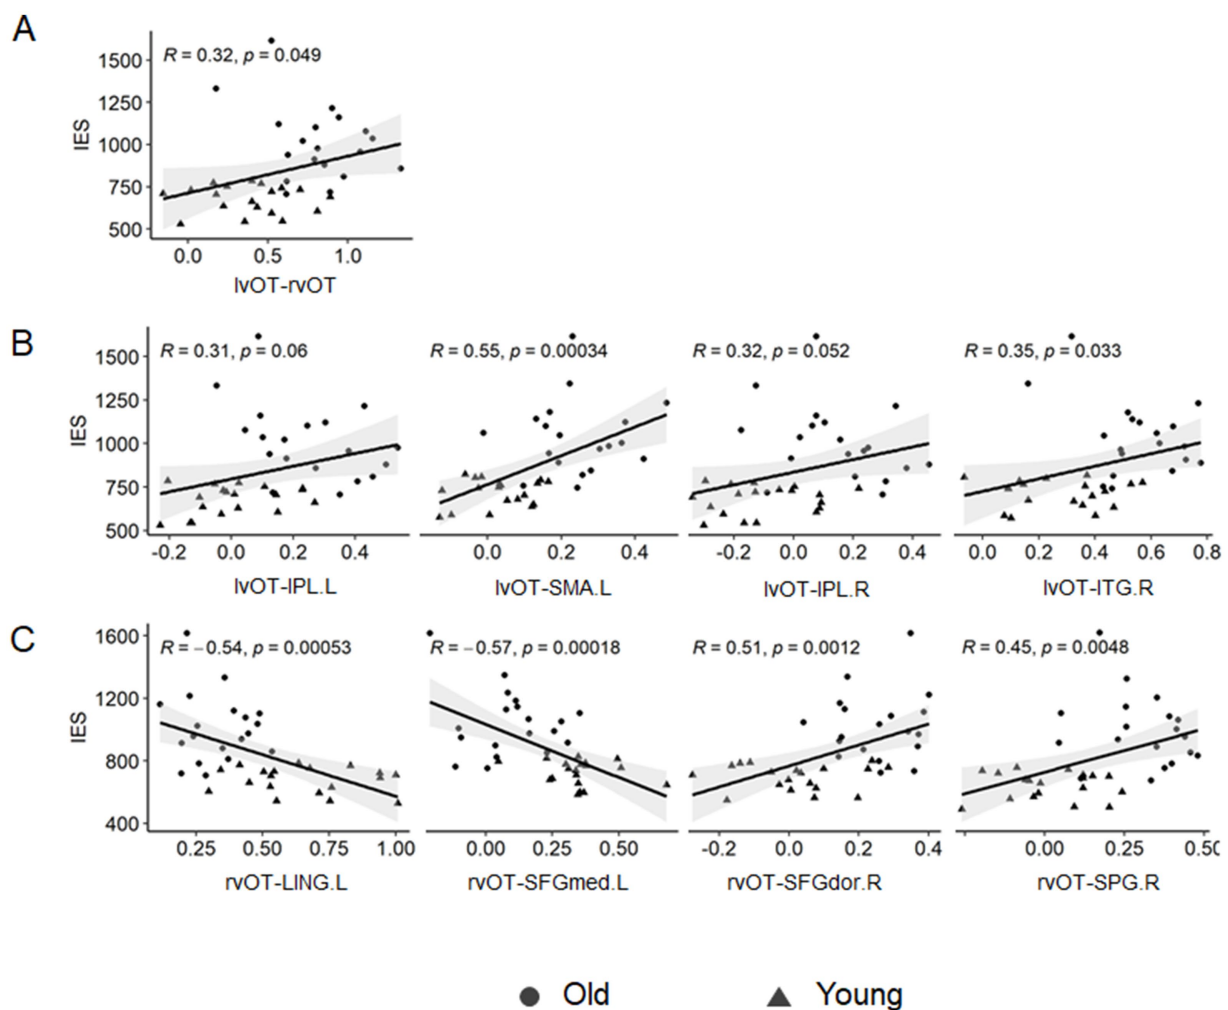 A
R = 0.32, p = 0.049
IES
1500
1250
1000
750
500
0.0 0.5 1.0
lvOT-rvOT
B
R = 0.31, p = 0.06
R = 0.55, p = 0.00034
R = 0.32, p = 0.052
R = 0.35, p = 0.033
IES
1500
1250
1000
750
500
-0.2 0.0 0.2 0.4
0.0 0.2 0.4
-0.2 0.0 0.2 0.4
0.0 0.2 0.4 0.6 0.8
lvOT-IPL.L
lvOT-SMA.L
lvOT-IPL.R
lvOT-ITG.R
C
R = −0.54, p = 0.00053
R = −0.57, p = 0.00018
R = 0.51, p = 0.0012
R = 0.45, p = 0.0048
IES
1600
1200
800
400
0.25 0.50 0.75 1.00
0.00 0.25 0.50
-0.2 0.0 0.2 0.4
0.00 0.25 0.50
rvOT-LING.L
rvOT-SFGmed.L
rvOT-SFGdor.R
rvOT-SPG.R
Old
Young